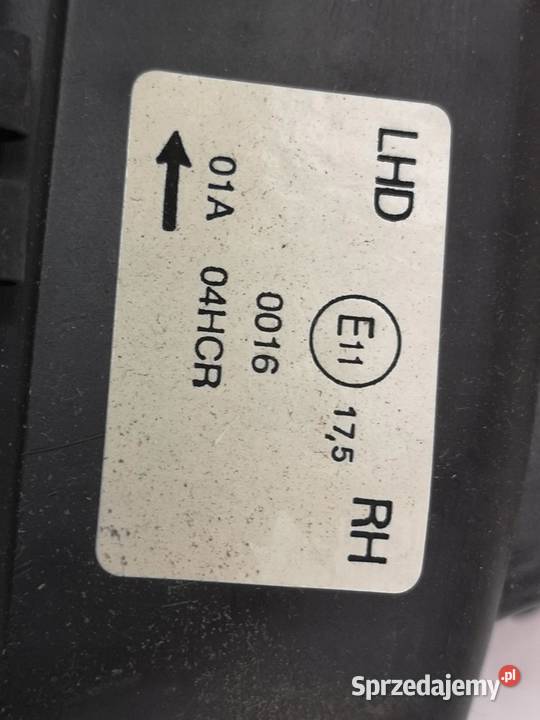 LHD E11 17,5 RH
0016
01A 04HCR
Sprzedajemy.pl